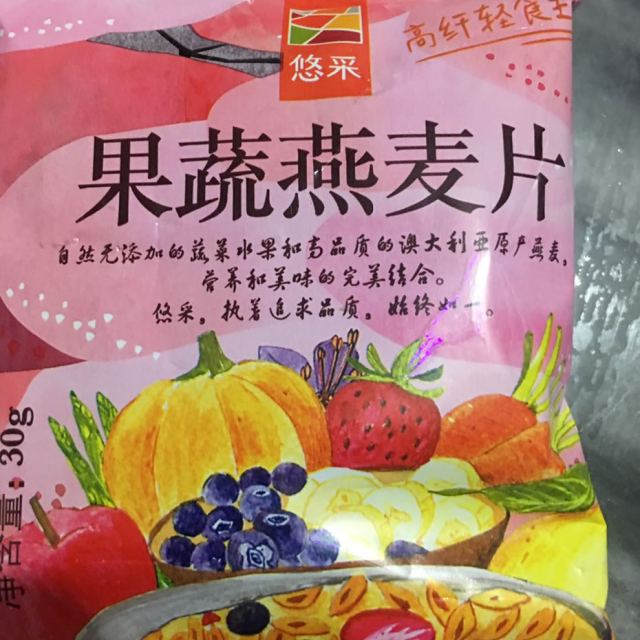 悠采
高纤轻食主
果蔬燕麦片
自然无添加的蔬菜水果和高品质的澳大利亚原产燕麦,
营养和美味的完美结合。
悠采。执着追求品质。始终如一。
净含量:30g